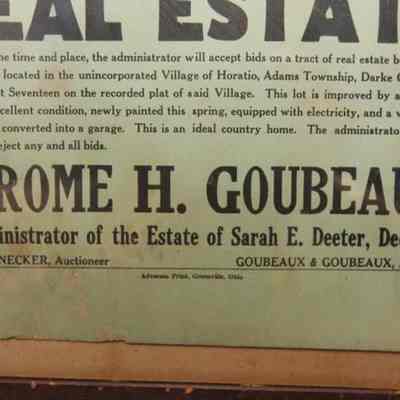 EAL ESTAT
ne time and place, the administrator will accept bids on a tract of real estate b
located in the unincorporated Village of Horatio, Adams Township, Darke C
t Seventeen on the recorded plat of said Village. This lot is improved by a
xcellent condition, newly painted this spring, equipped with electricity, and a v
converted into a garage. This is an ideal country home. The administrato
eject any and all bids.
ROME H. GOUBEAU
inistrator of the Estate of Sarah E. Deeter, Dec
NECKER, Auctioneer GOUBEAUX & GOUBEAUX,
Advocate Print, Greenville, Ohio